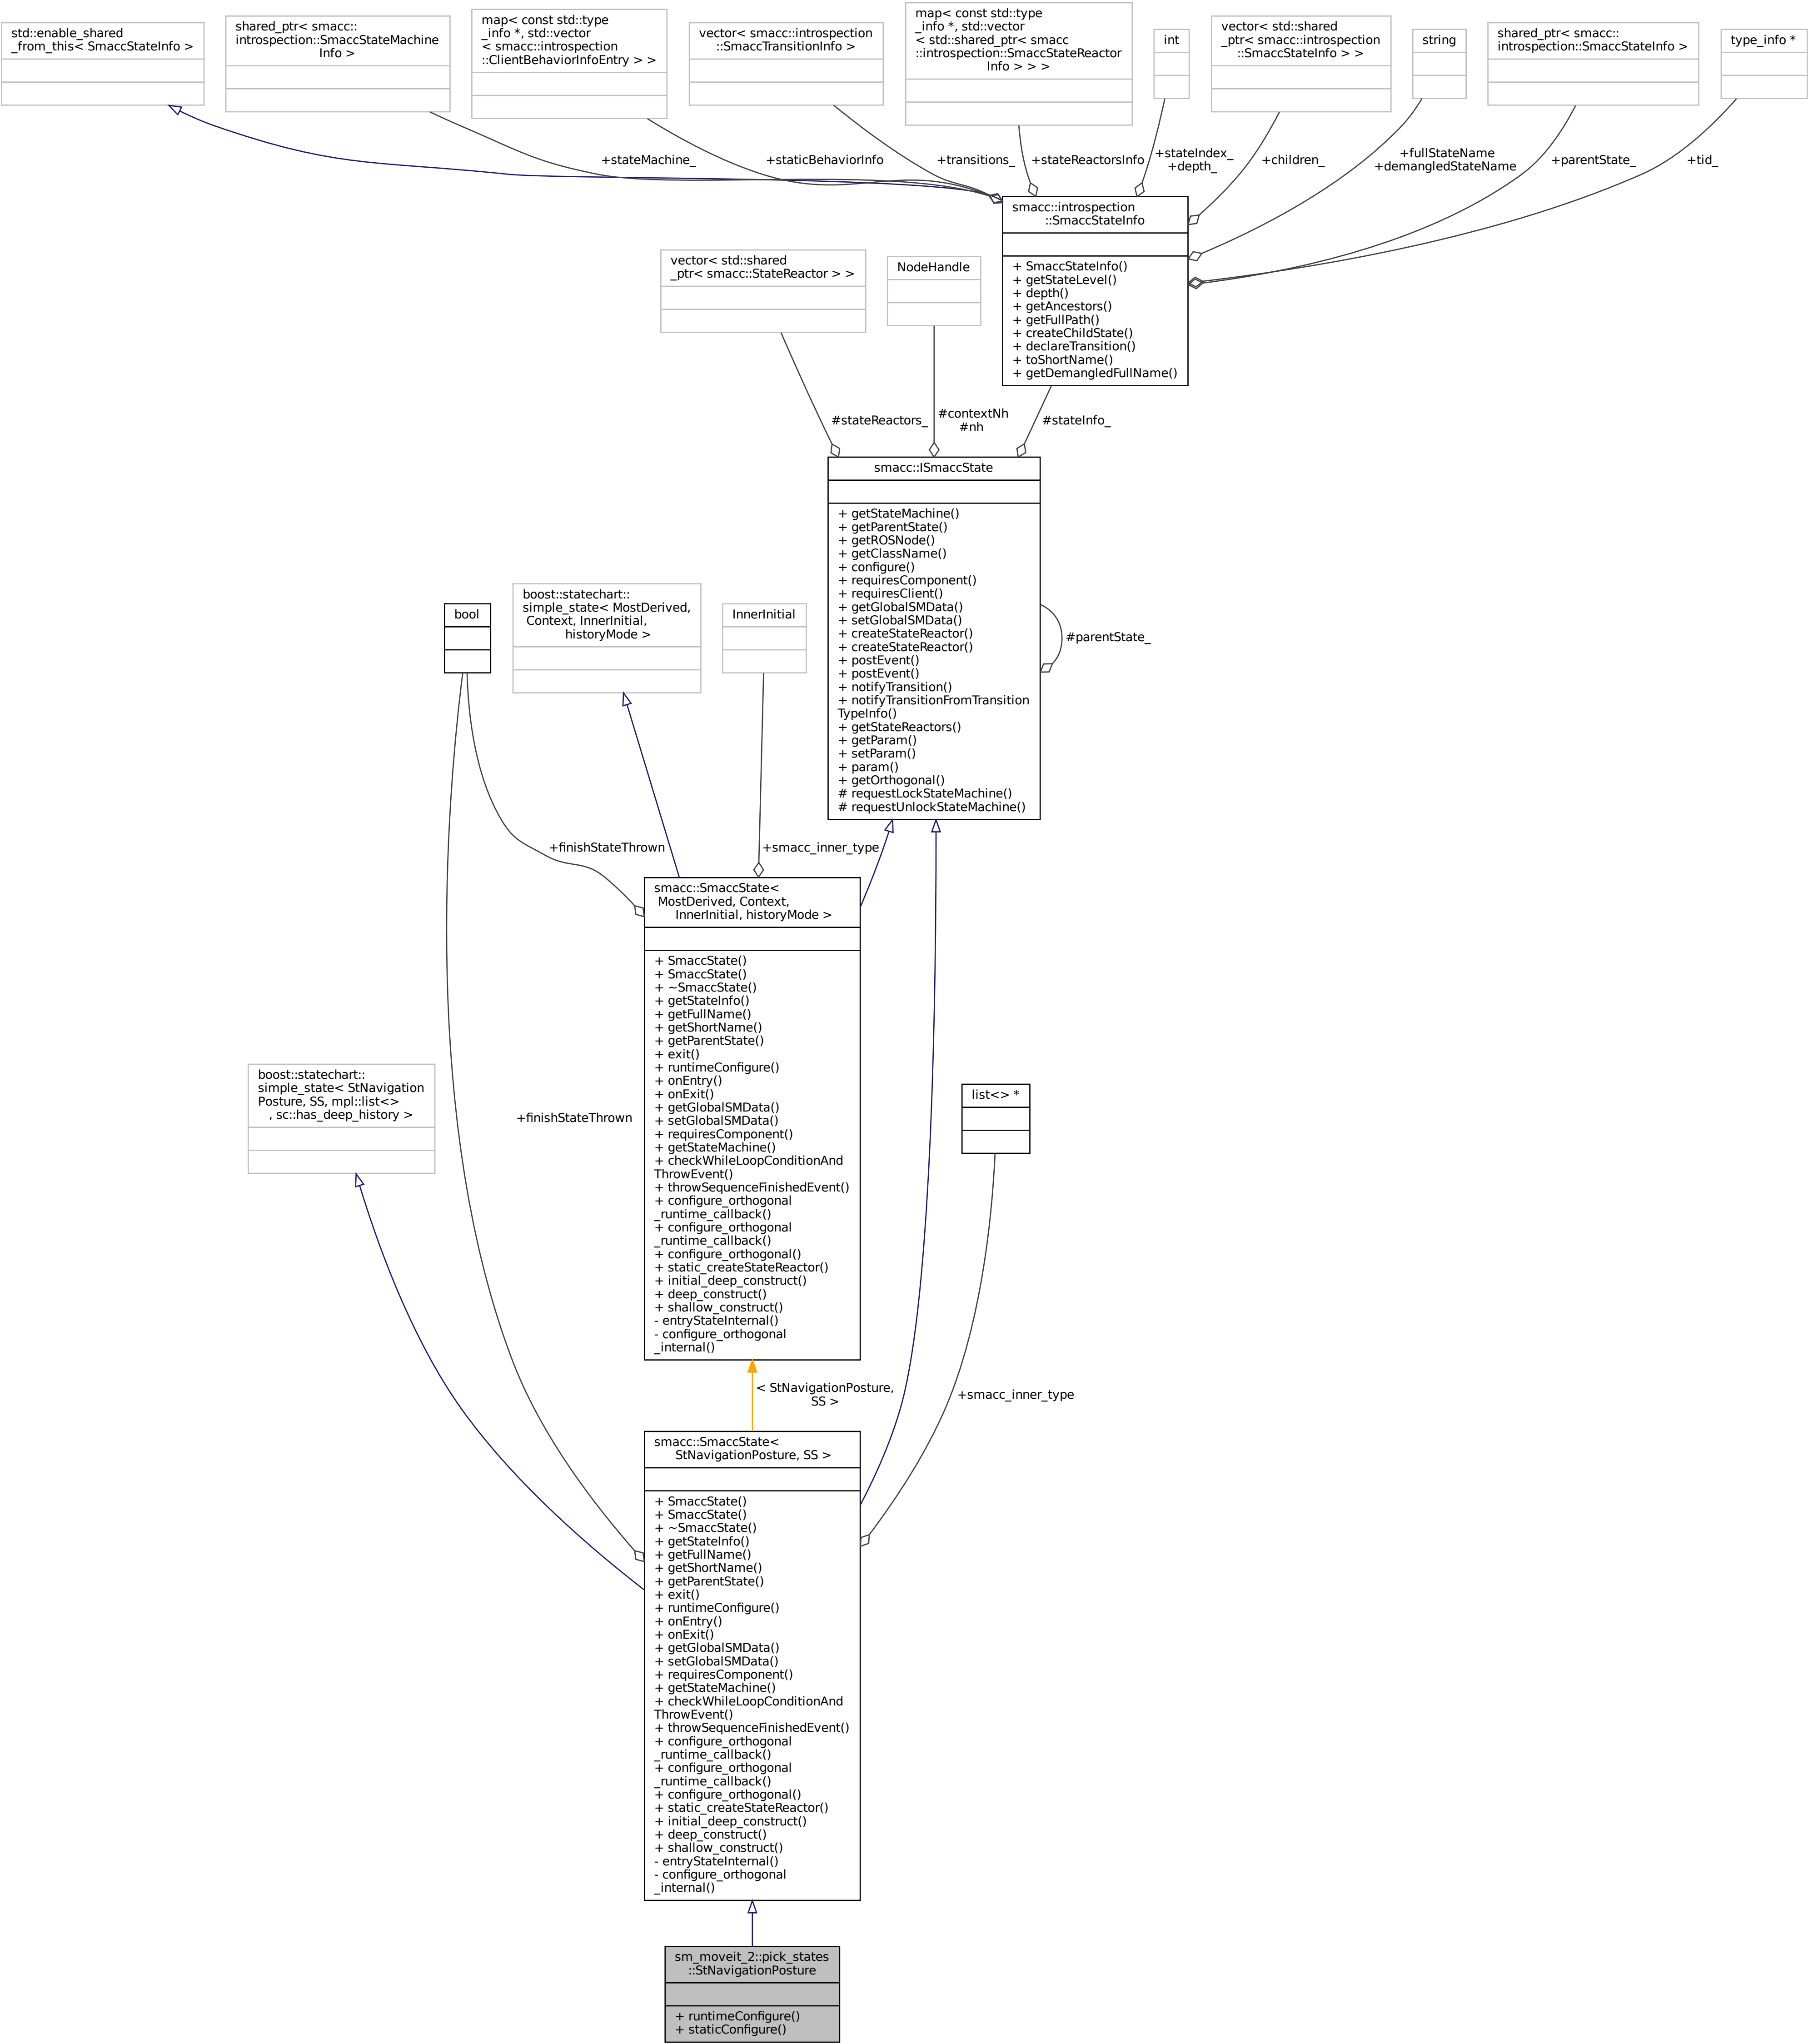 std::enable_shared
_from_this< SmaccStateInfo >
shared_ptr< smacc::
introspection::SmaccStateMachine
Info >
map< const std::type
_info *, std::vector
< smacc::introspection
::ClientBehaviorInfoEntry > >
vector< smacc::introspection
::SmaccTransitionInfo >
map< const std::type
_info *, std::vector
< std::shared_ptr< smacc
::introspection::SmaccStateReactor
Info > > >
int
vector< std::shared
_ptr< smacc::introspection
::SmaccStateInfo > >
string
shared_ptr< smacc::
introspection::SmaccStateInfo >
type_info *
+stateMachine_
+staticBehaviorInfo
+transitions_
+stateReactorsInfo
+stateIndex_
+depth_
+children_
+fullStateName
+demangledStateName
+parentState_
+tid_
smacc::introspection
::SmaccStateInfo
+ SmaccStateInfo()
+ getStateLevel()
+ depth()
+ getAncestors()
+ getFullPath()
+ createChildState()
+ declareTransition()
+ toShortName()
+ getDemangledFullName()
vector< std::shared
_ptr< smacc::StateReactor > >
NodeHandle
#stateReactors_
#contextNh
#nh
#stateInfo_
smacc::ISmaccState
+ getStateMachine()
+ getParentState()
+ getROSNode()
+ getClassName()
+ configure()
+ requiresComponent()
+ requiresClient()
+ getGlobalSMData()
+ setGlobalSMData()
+ createStateReactor()
+ createStateReactor()
+ postEvent()
+ postEvent()
+ notifyTransition()
+ notifyTransitionFromTransition
TypeInfo()
+ getStateReactors()
+ getParam()
+ setParam()
+ param()
+ getOrthogonal()
# requestLockStateMachine()
# requestUnlockStateMachine()
#parentState_
bool
boost::statechart::
simple_state< MostDerived,
Context, InnerInitial,
historyMode >
InnerInitial
+finishStateThrown
+smacc_inner_type
smacc::SmaccState<
MostDerived, Context,
InnerInitial, historyMode >
+ SmaccState()
+ SmaccState()
+ ~SmaccState()
+ getStateInfo()
+ getFullName()
+ getShortName()
+ getParentState()
+ exit()
+ runtimeConfigure()
+ onEntry()
+ onExit()
+ getGlobalSMData()
+ setGlobalSMData()
+ requiresComponent()
+ getStateMachine()
+ checkWhileLoopConditionAnd
ThrowEvent()
+ throwSequenceFinishedEvent()
+ configure_orthogonal
_runtime_callback()
+ configure_orthogonal
_runtime_callback()
+ configure_orthogonal()
+ static_createStateReactor()
+ initial_deep_construct()
+ deep_construct()
+ shallow_construct()
- entryStateInternal()
- configure_orthogonal
_internal()
boost::statechart::
simple_state< StNavigation
Posture, SS, mpl::list<>
, sc::has_deep_history >
+finishStateThrown
list<> *
< StNavigationPosture,
SS >
+smacc_inner_type
smacc::SmaccState<
StNavigationPosture, SS >
+ SmaccState()
+ SmaccState()
+ ~SmaccState()
+ getStateInfo()
+ getFullName()
+ getShortName()
+ getParentState()
+ exit()
+ runtimeConfigure()
+ onEntry()
+ onExit()
+ getGlobalSMData()
+ setGlobalSMData()
+ requiresComponent()
+ getStateMachine()
+ checkWhileLoopConditionAnd
ThrowEvent()
+ throwSequenceFinishedEvent()
+ configure_orthogonal
_runtime_callback()
+ configure_orthogonal
_runtime_callback()
+ configure_orthogonal()
+ static_createStateReactor()
+ initial_deep_construct()
+ deep_construct()
+ shallow_construct()
- entryStateInternal()
- configure_orthogonal
_internal()
sm_moveit_2::pick_states
::StNavigationPosture
+ runtimeConfigure()
+ staticConfigure()